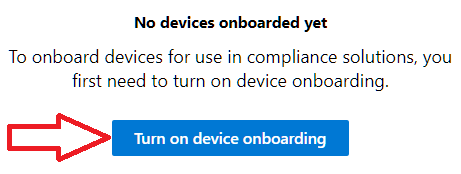 No devices onboarded yet
To onboard devices for use in compliance solutions, you
first need to turn on device onboarding.
Turn on device onboarding